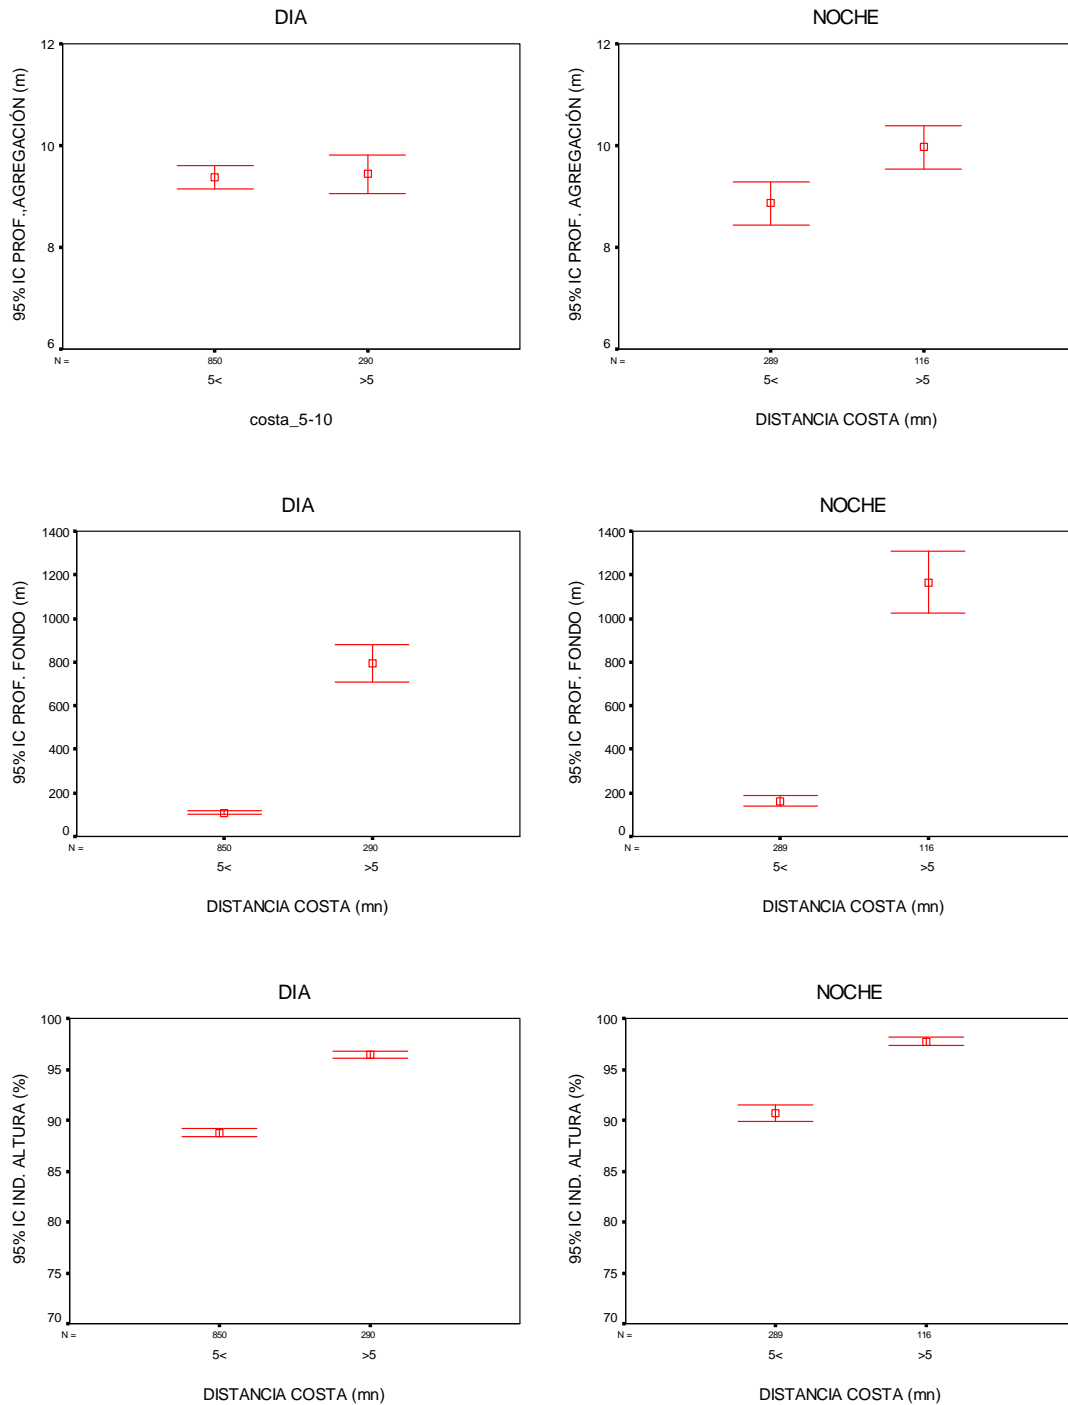 DIA
95% IC PROF.,AGREGACIÓN (m)
12
10
8
6
N =
850
290
5<
>5
costa_5-10
NOCHE
95% IC PROF. AGREGACIÓN (m)
12
10
8
6
N =
289
116
5<
>5
DISTANCIA COSTA (mn)
DIA
95% IC PROF. FONDO (m)
1400
1200
1000
800
600
400
200
0
N =
850
290
5<
>5
DISTANCIA COSTA (mn)
NOCHE
95% IC PROF. FONDO (m)
1400
1200
1000
800
600
400
200
0
N =
289
116
5<
>5
DISTANCIA COSTA (mn)
DIA
95% IC IND. ALTURA (%)
100
95
90
85
80
75
70
N =
850
290
5<
>5
DISTANCIA COSTA (mn)
NOCHE
95% IC IND. ALTURA (%)
100
95
90
85
80
75
70
N =
289
116
5<
>5
DISTANCIA COSTA (mn)